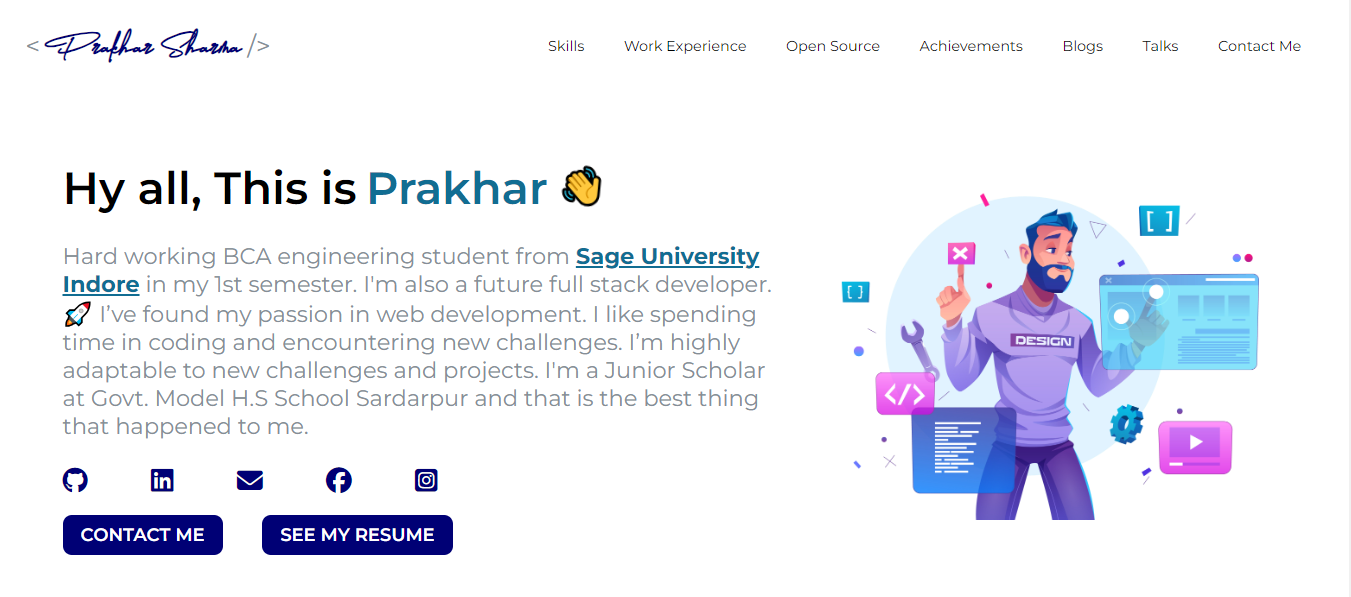 < Prakhar Sharma />
Skills Work Experience Open Source Achievements Blogs Talks Contact Me
Hy all, This is Prakhar 👋
Hard working BCA engineering student from Sage University
Indore in my 1st semester. I'm also a future full stack developer.
🚀 I’ve found my passion in web development. I like spending
time in coding and encountering new challenges. I’m highly
adaptable to new challenges and projects. I'm a Junior Scholar
at Govt. Model H.S School Sardarpur and that is the best thing
that happened to me.
CONTACT ME SEE MY RESUME
[ ]
[ ]
DESIGN
</>